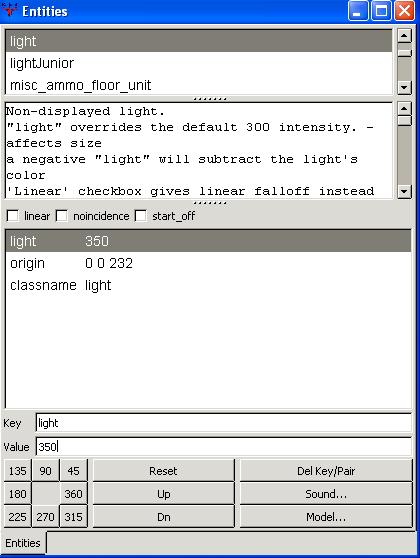 Entities
light
lightJunior
misc_ammo_floor_unit
Non-displayed light.
"light" overrides the default 300 intensity. -
affects size
a negative "light" will subtract the light's
color
'Linear' checkbox gives linear falloff instead
linear noincidence start_off
light 350
origin 0 0 232
classname light
Key light
Value 350
135 90 45 Reset Del Key/Pair
180 360 Up Sound...
225 270 315 Dn Model...
Entities